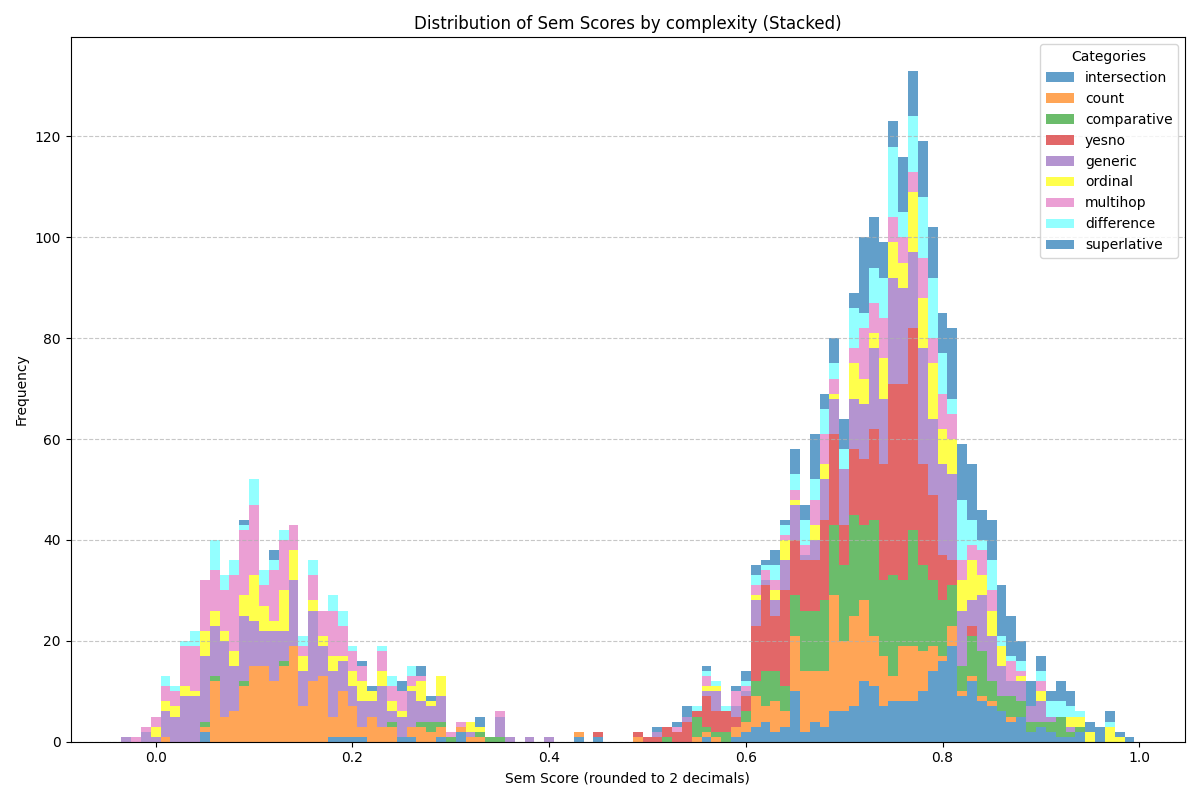 Distribution of Sem Scores by complexity (Stacked)
Categories
intersection
count
comparative
yesno
generic
ordinal
multihop
difference
superlative
Frequency
120
100
80
60
40
20
0
0.0 0.2 0.4 0.6 0.8 1.0
Sem Score (rounded to 2 decimals)